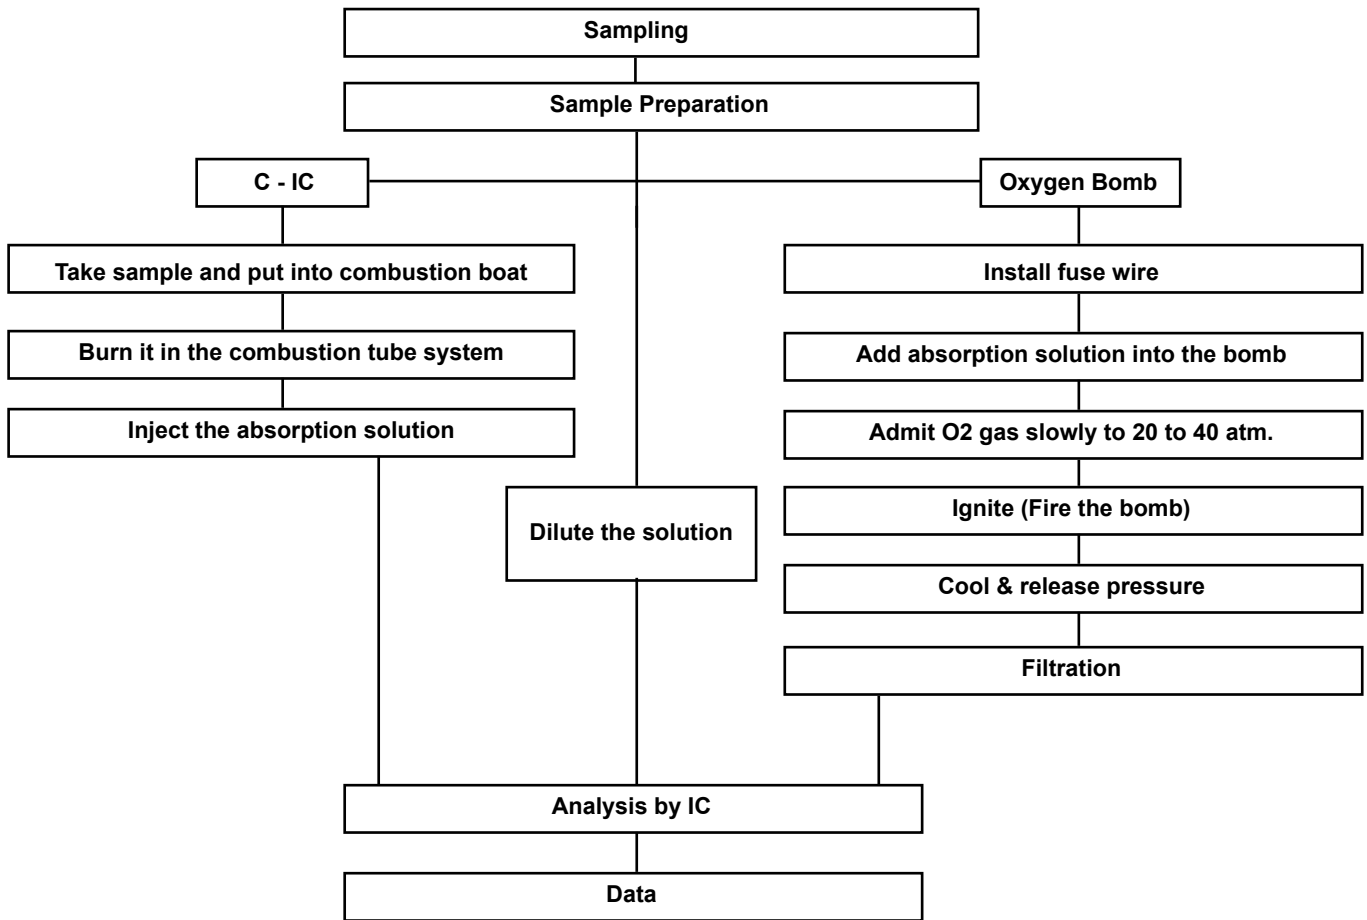 Sampling
Sample Preparation
C - IC
Oxygen Bomb
Take sample and put into combustion boat
Install fuse wire
Burn it in the combustion tube system
Add absorption solution into the bomb
Inject the absorption solution
Admit O2 gas slowly to 20 to 40 atm.
Dilute the solution
Ignite (Fire the bomb)
Cool & release pressure
Filtration
Analysis by IC
Data